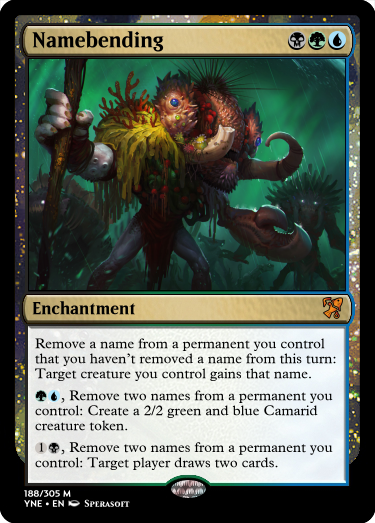 Namebending
Enchantment
Remove a name from a permanent you control
that you haven't removed a name from this turn:
Target creature you control gains that name.
, Remove two names from a permanent you
control: Create a 2/2 green and blue Camarid
creature token.
1, Remove two names from a permanent you
control: Target player draws two cards.
188/305 M
YNE • EN Sperasoft